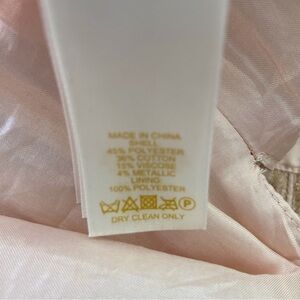 MADE IN CHINA
SHELL
45% POLYESTER
36% COTTON
15% VISCOSE
4% METALLIC
LINING:
100% POLYESTER
P
DRY CLEAN ONLY